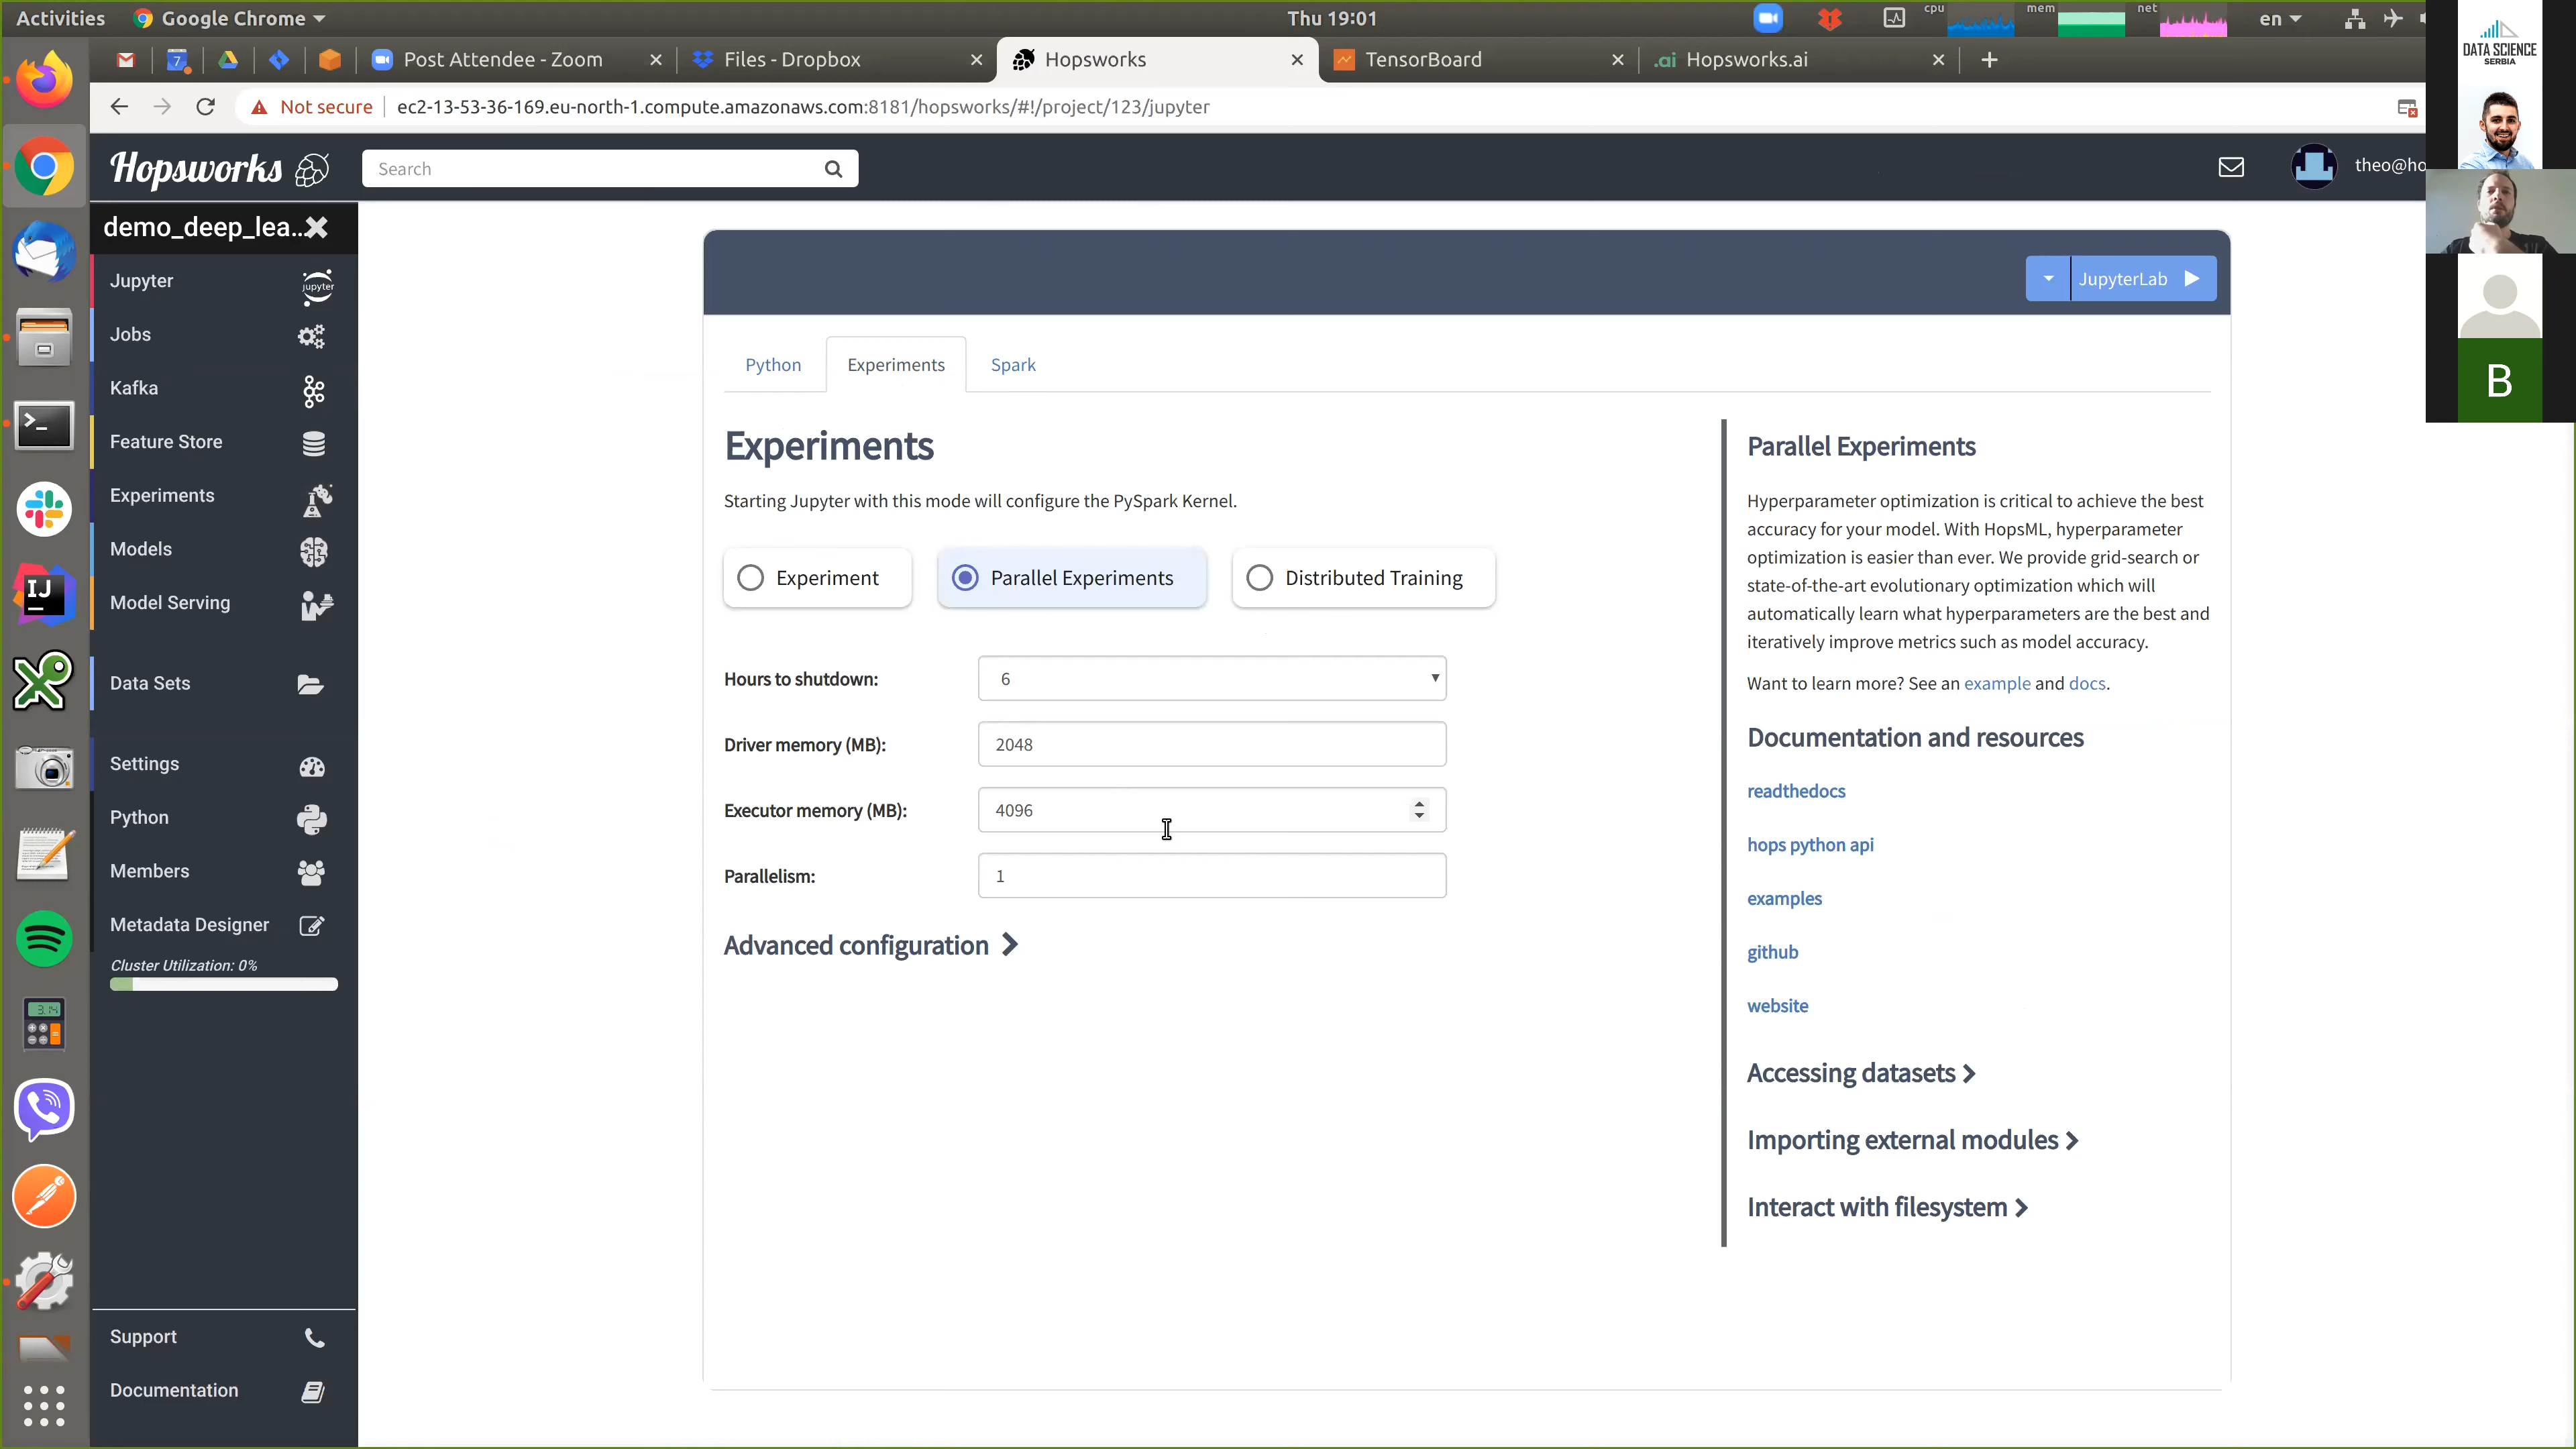 Activities
Google Chrome
Thu 19:01
cpu
mem
net
en
7
Post Attendee - Zoom
Files - Dropbox
Hopsworks
TensorBoard
.ai Hopsworks.ai
Not secure
ec2-13-53-36-169.eu-north-1.compute.amazonaws.com:8181/hopsworks/#!/project/123/jupyter
DATA SCIENCE
SERBIA
Hopsworks
Search
theo@ho
demo_deep_lea..
Jupyter
jupyter
Jobs
Kafka
Feature Store
Experiments
Models
Model Serving
Data Sets
Settings
Python
Members
Metadata Designer
Cluster Utilization: 0%
Support
Documentation
IJ
3.14
B
JupyterLab
Python
Experiments
Spark
Experiments
Starting Jupyter with this mode will configure the PySpark Kernel.
Experiment
Parallel Experiments
Distributed Training
Hours to shutdown:
6
Driver memory (MB):
2048
Executor memory (MB):
4096
Parallelism:
1
Advanced configuration
Parallel Experiments
Hyperparameter optimization is critical to achieve the best
accuracy for your model. With HopsML, hyperparameter
optimization is easier than ever. We provide grid-search or
state-of-the-art evolutionary optimization which will
automatically learn what hyperparameters are the best and
iteratively improve metrics such as model accuracy.
Want to learn more? See an example and docs.
Documentation and resources
readthedocs
hops python api
examples
github
website
Accessing datasets
Importing external modules
Interact with filesystem